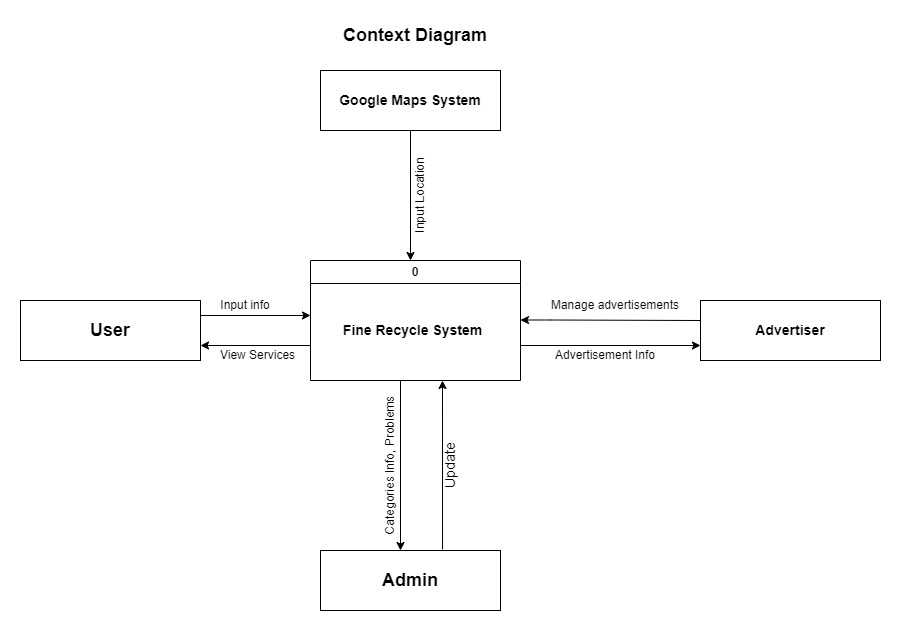 Context Diagram
Google Maps System
Input Location
0
Fine Recycle System
User
Input info
View Services
Manage advertisements
Advertisement Info
Advertiser
Categories Info, Problems
Update
Admin